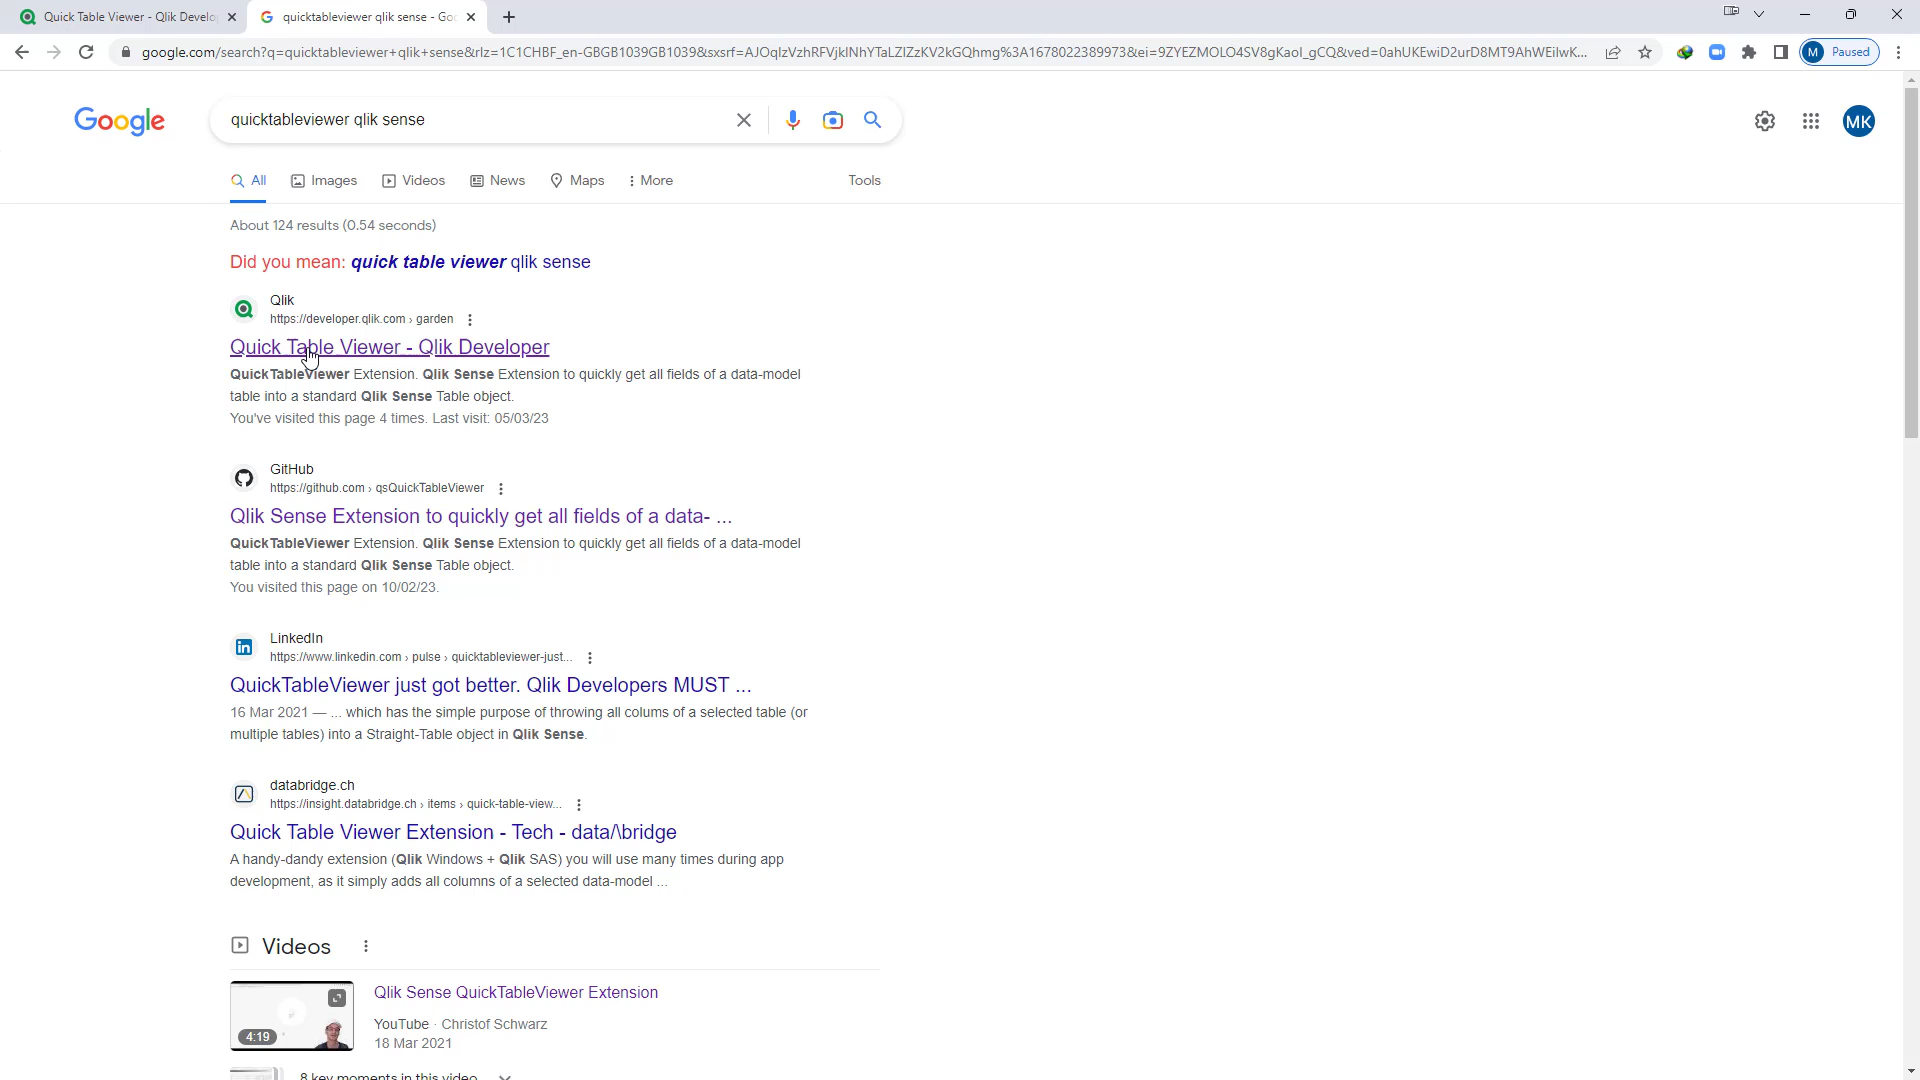 Quick Table Viewer - Qlik Develo
quicktableviewer qlik sense - Goo
google.com/search?q=quicktableviewer+qlik+sense&rlz=1C1CHBF_en-GBGB1039GB1039&sxsrf=AJOqlzVzhRFVjklNhYTaLZlZzKV2kGQhmg%3A1678022389973&ei=9ZYEZMOLO4SV8gKaoI_gCQ&ved=0ahUKEwiD2urD8MT9AhWEilwK...
M Paused
Google
quicktableviewer qlik sense
MK
All Images Videos News Maps More Tools
About 124 results (0.54 seconds)
Did you mean: quick table viewer qlik sense
Qlik
https://developer.qlik.com › garden
Quick Table Viewer - Qlik Developer
QuickTableViewer Extension. Qlik Sense Extension to quickly get all fields of a data-model
table into a standard Qlik Sense Table object.
You've visited this page 4 times. Last visit: 05/03/23
GitHub
https://github.com › qsQuickTableViewer
Qlik Sense Extension to quickly get all fields of a data- ...
QuickTableViewer Extension. Qlik Sense Extension to quickly get all fields of a data-model
table into a standard Qlik Sense Table object.
You visited this page on 10/02/23.
LinkedIn
https://www.linkedin.com › pulse › quicktableviewer-just...
QuickTableViewer just got better. Qlik Developers MUST ...
16 Mar 2021 — ... which has the simple purpose of throwing all colums of a selected table (or
multiple tables) into a Straight-Table object in Qlik Sense.
databridge.ch
https://insight.databridge.ch › items › quick-table-view...
Quick Table Viewer Extension - Tech - data/\bridge
A handy-dandy extension (Qlik Windows + Qlik SAS) you will use many times during app
development, as it simply adds all columns of a selected data-model ...
Videos
4:19
Qlik Sense QuickTableViewer Extension
YouTube · Christof Schwarz
18 Mar 2021
8 key moments in this video